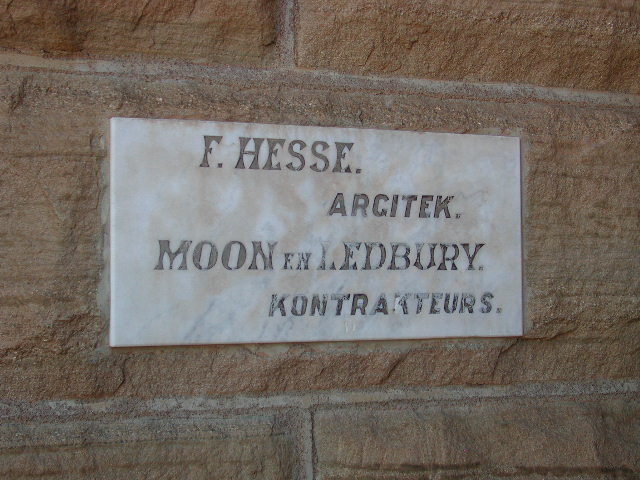 F. HESSE.
ARGITEK.
MOON EN LEDBURY.
KONTRAKTEURS.